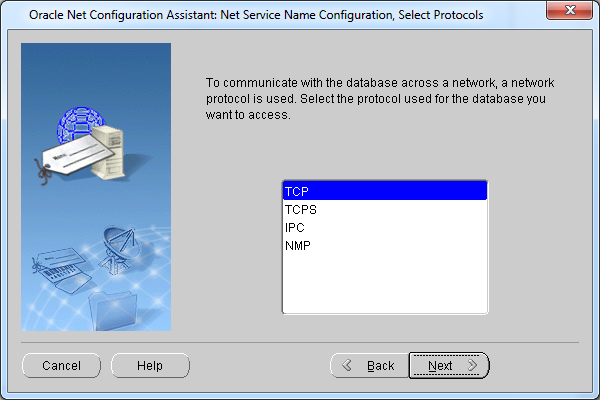 Oracle Net Configuration Assistant: Net Service Name Configuration, Select Protocols
To communicate with the database across a network, a network
protocol is used. Select the protocol used for the database you
want to access.
TCP
TCPS
IPC
NMP
Cancel
Help
Back
Next